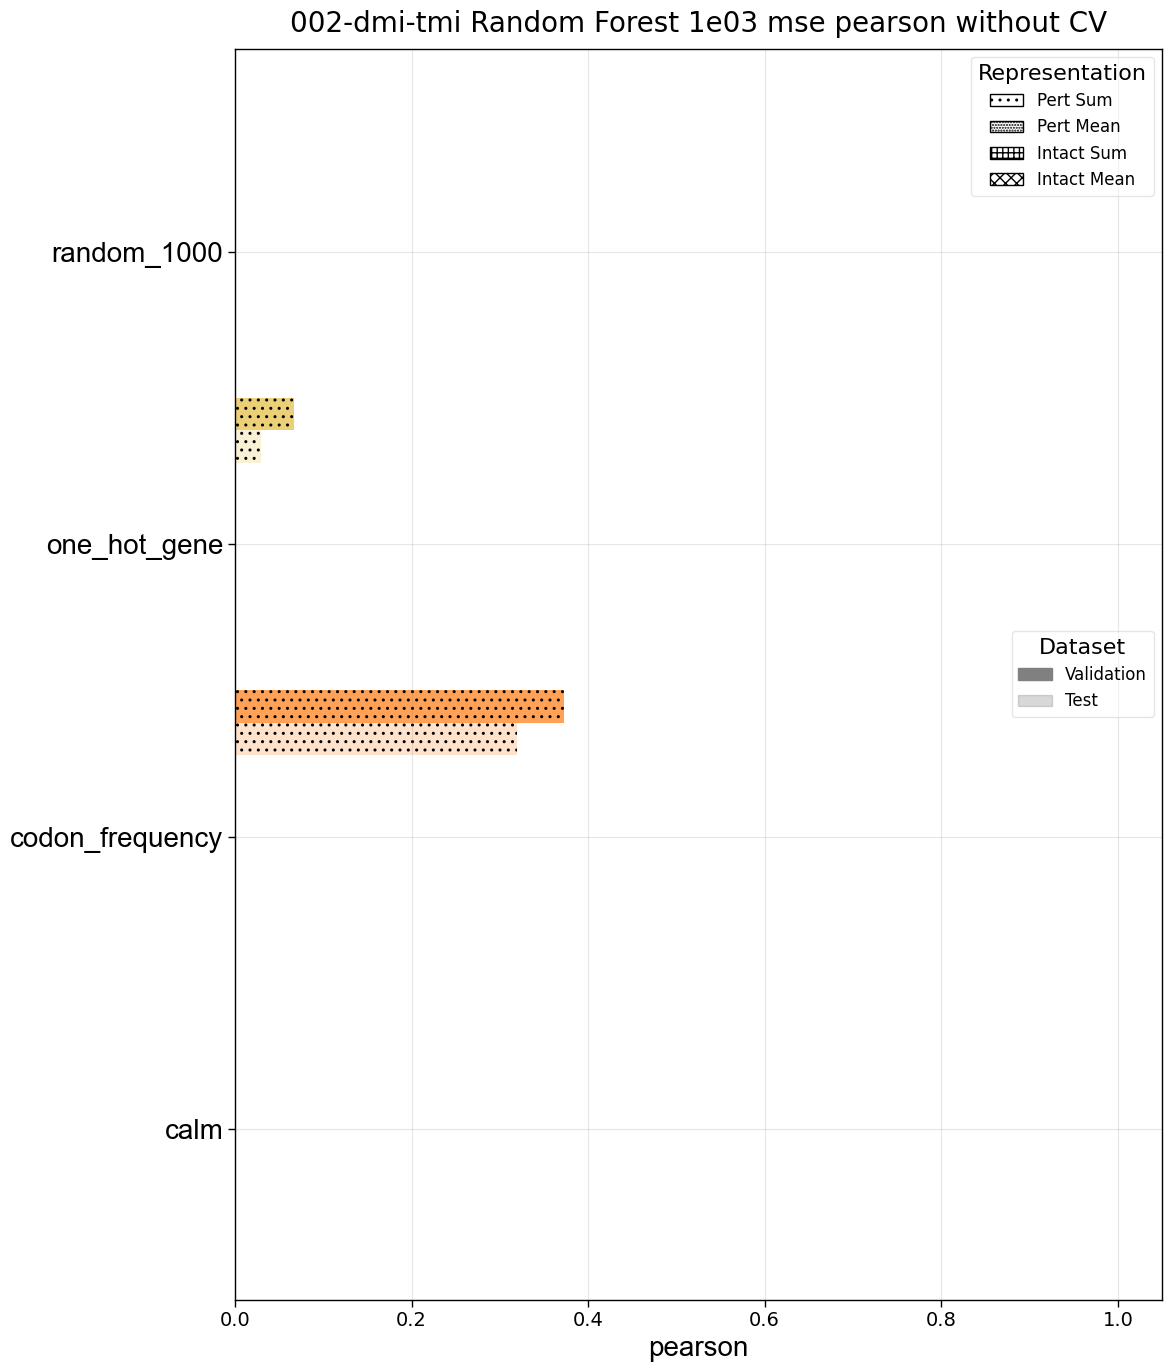 002-dmi-tmi Random Forest 1e03 mse pearson without CV
Representation
Pert Sum
Pert Mean
Intact Sum
Intact Mean
random_1000
one_hot_gene
Dataset
Validation
Test
codon_frequency
calm
0.0 0.2 0.4 0.6 0.8 1.0
pearson